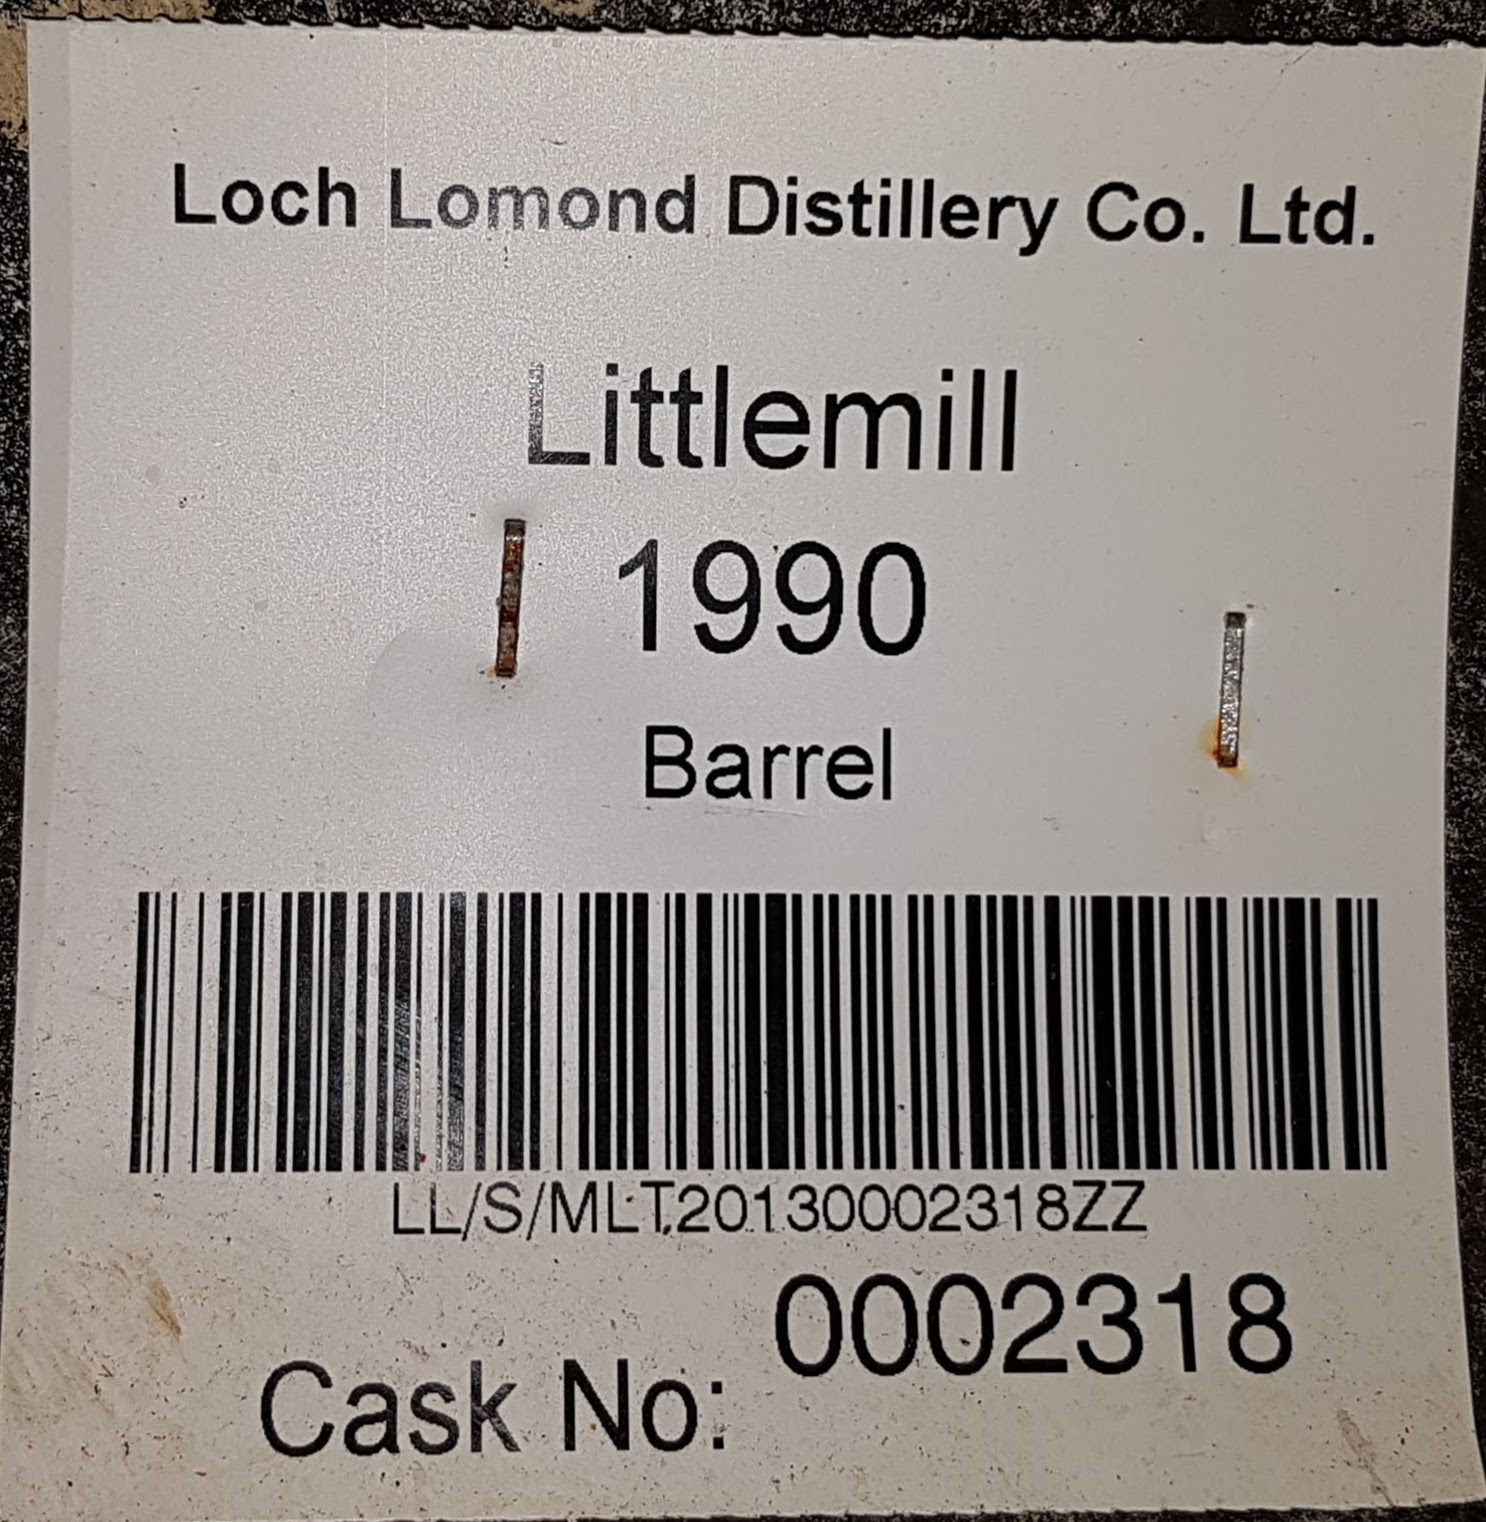 Loch Lomond Distillery Co. Ltd.
Littlemill
1990
Barrel
LL/S/MLT20130002318ZZ
Cask No: 0002318